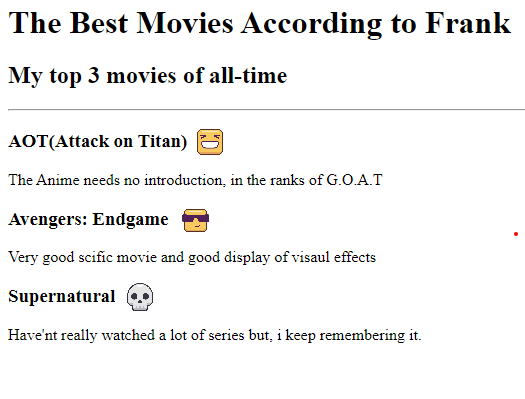 The Best Movies According to Frank
My top 3 movies of all-time
AOT(Attack on Titan)
The Anime needs no introduction, in the ranks of G.O.A.T
Avengers: Endgame
Very good scific movie and good display of visaul effects
Supernatural
Have'nt really watched a lot of series but, i keep remembering it.